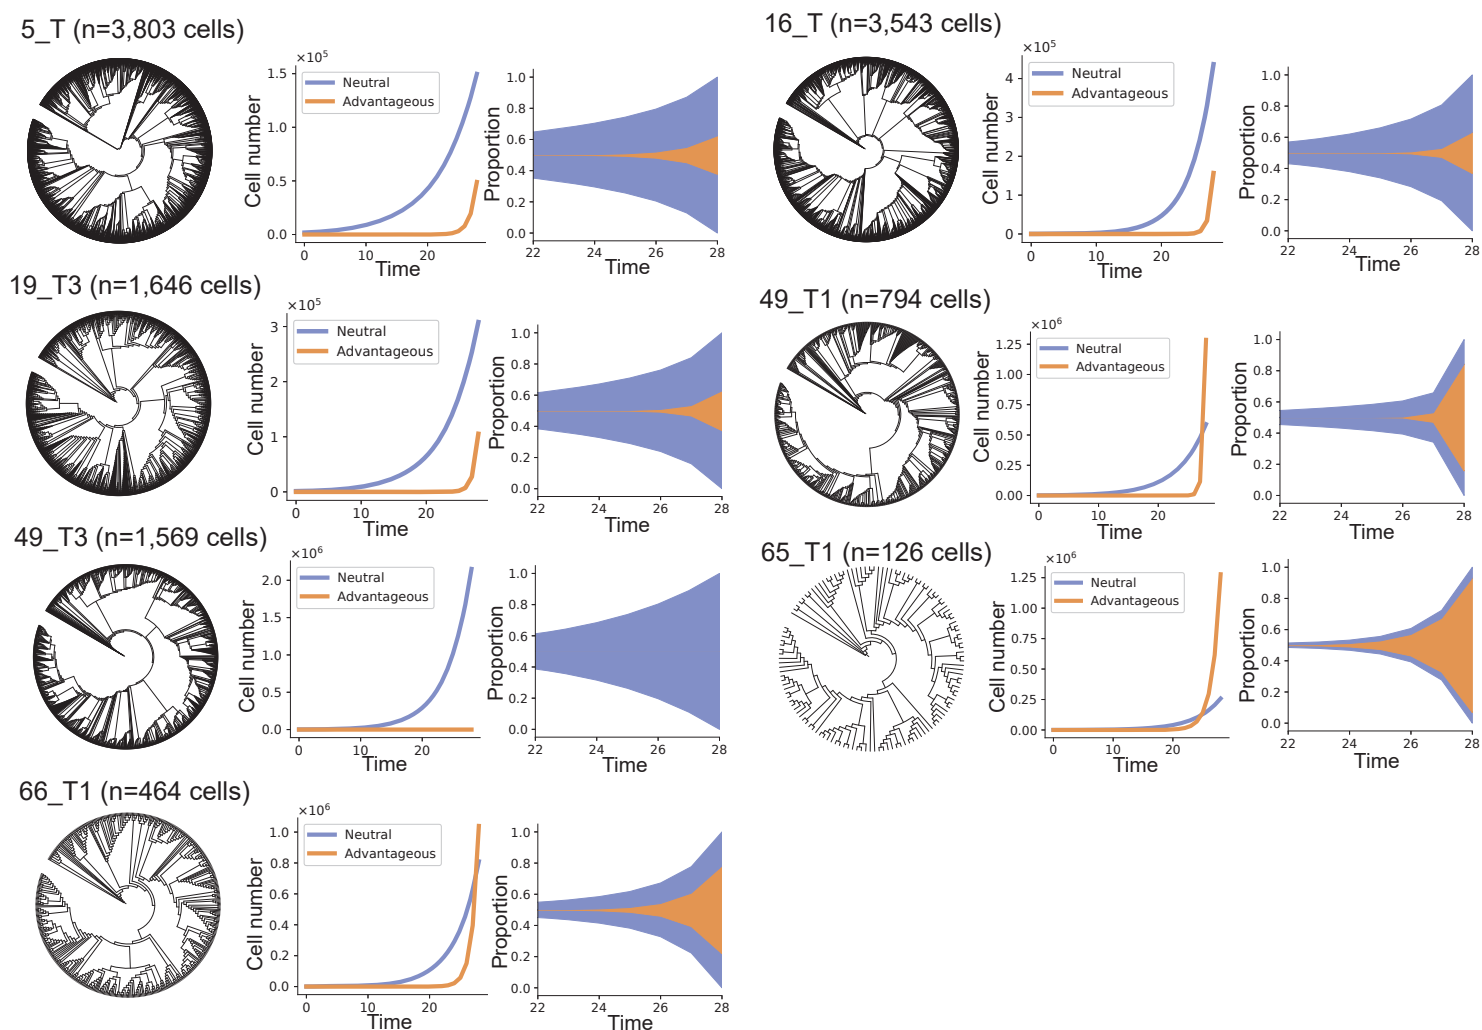 5_T (n=3,803 cells)
×10⁵
1.5
1.0
0.5
0.0
Cell number
Neutral
Advantageous
0
10
20
Time
1.0
0.8
0.6
0.4
0.2
0.0
Proportion
22
24
26
28
16_T (n=3,543 cells)
×10⁵
4
3
2
1
0
Cell number
Neutral
Advantageous
0
20
Time
1.0
0.8
0.6
0.4
0.2
0.0
Proportion
22
24
26
28
19_T3 (n=1,646 cells)
×10⁵
3
2
1
0
Cell number
Neutral
Advantageous
0
10
20
Time
1.0
0.8
0.6
0.4
0.2
0.0
Proportion
22
24
26
28
Time
49_T1 (n=794 cells)
×10⁶
1.25
1.00
0.75
0.50
0.25
0.00
Cell number
Neutral
Advantageous
0
10
20
Time
1.0
0.8
0.6
0.4
0.2
0.0
Proportion
22
24
26
28
Time
49_T3 (n=1,569 cells)
×10⁶
2.0
1.5
1.0
0.5
0.0
Cell number
Neutral
Advantageous
0
10
20
Time
1.0
0.8
0.6
0.4
0.2
0.0
Proportion
22
24
26
28
Time
65_T1 (n=126 cells)
×10⁶
1.25
1.00
0.75
0.50
0.25
0.00
Cell number
Neutral
Advantageous
0
10
20
Time
1.0
0.8
0.6
0.4
0.2
0.0
Proportion
22
24
26
28
Time
66_T1 (n=464 cells)
×10⁶
1.0
0.8
0.6
0.4
0.2
0.0
Cell number
Neutral
Advantageous
0
10
20
Time
1.0
0.8
0.6
0.4
0.2
0.0
Proportion
22
24
26
28
Time